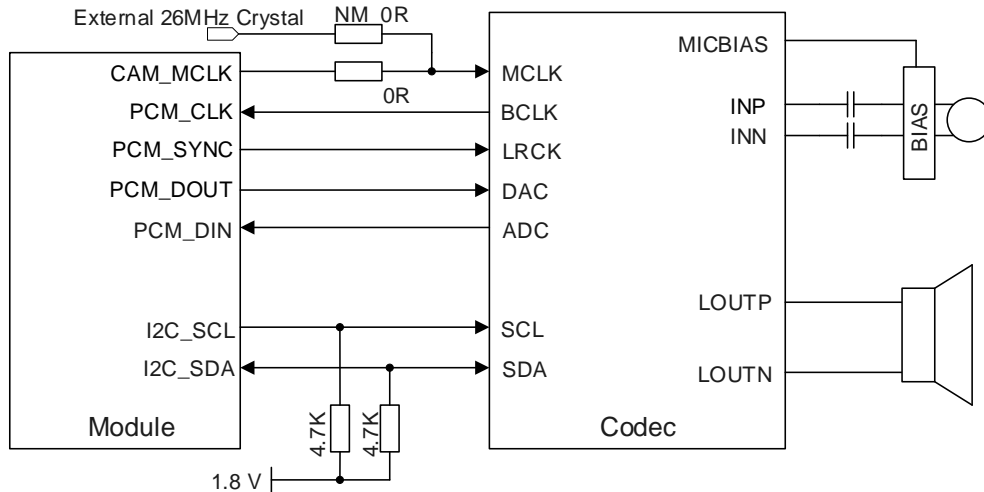 External 26MHz Crystal
NM_0R
CAM_MCLK
0R
MCLK
PCM_CLK
BCLK
PCM_SYNC
LRCK
PCM_DOUT
DAC
PCM_DIN
ADC
I2C_SCL
SCL
I2C_SDA
SDA
4.7K
4.7K
1.8 V
Module
Codec
MICBIAS
INP
INN
BIAS
LOUTP
LOUTN